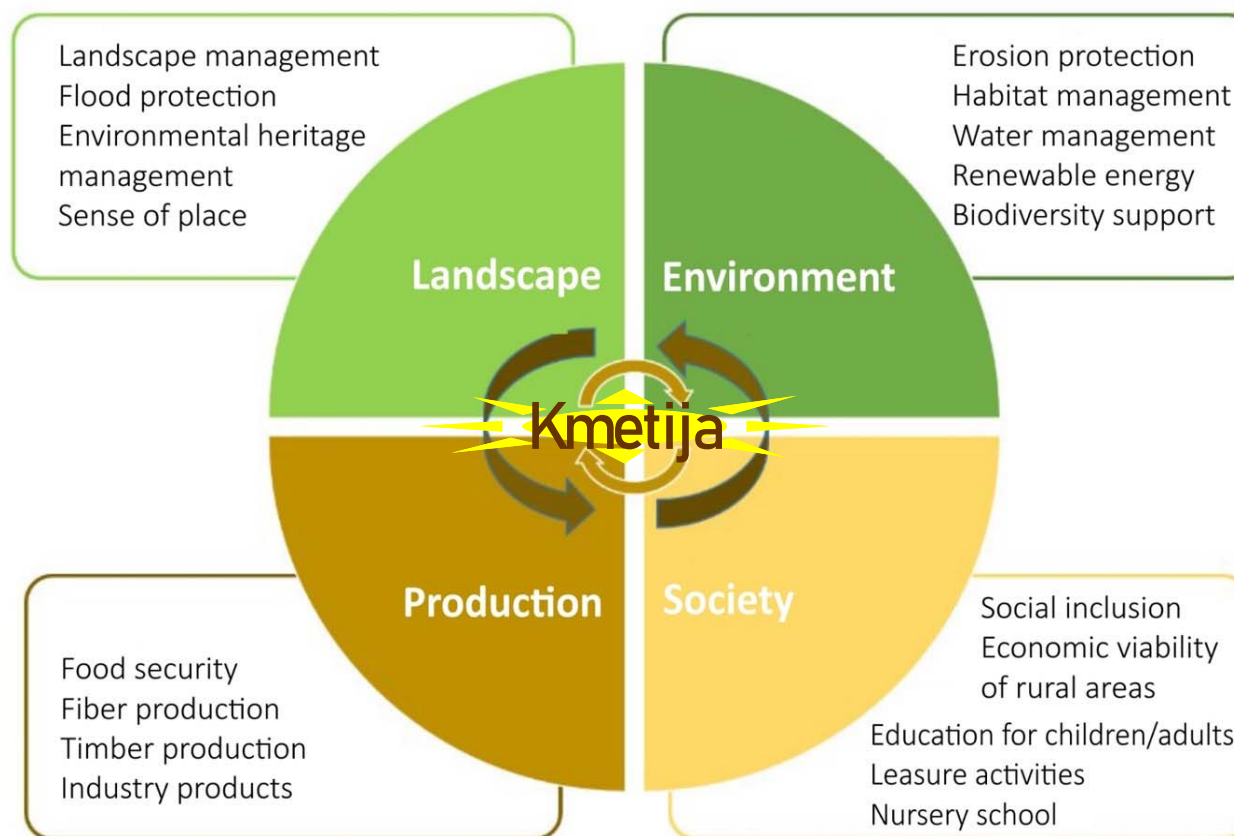 Landscape management
Flood protection
Environmental heritage
management
Sense of place
Erosion protection
Habitat management
Water management
Renewable energy
Biodiversity support
Landscape
Environment
Kmetija
Production
Society
Food security
Fiber production
Timber production
Industry products
Social inclusion
Economic viability
of rural areas
Education for children/adults
Leasure activities
Nursery school